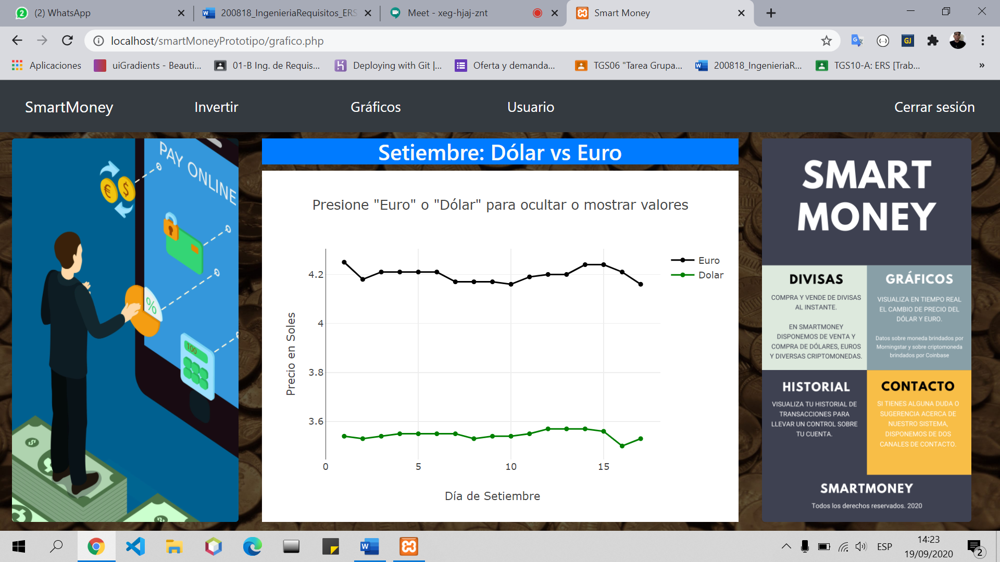 (2) WhatsApp
200818_IngenieriaRequisitos_ERS
Meet - xeg-hjaj-znt
Smart Money
localhost/smartMoneyPrototipo/grafico.php
GJ
Aplicaciones
uiGradients - Beauti...
01-B Ing. de Requis...
Deploying with Git |...
Oferta y demanda...
TGS06 "Tarea Grupa...
200818_IngenieriaR...
TGS10-A: ERS [Trab...
»
SmartMoney
Invertir
Gráficos
Usuario
Cerrar sesión
PAY ONLINE
%
100
Setiembre: Dólar vs Euro
Presione "Euro" o "Dólar" para ocultar o mostrar valores
Euro
Dolar
4.2
4
3.8
3.6
Precio en Soles
0
5
10
15
Día de Setiembre
SMART
MONEY
DIVISAS
COMPRA Y VENDE DE DIVISAS
AL INSTANTE.
EN SMARTMONEY
DISPONEMOS DE VENTA Y
COMPRA DE DÓLARES, EUROS
Y DIVERSAS CRIPTOMONEDAS.
GRÁFICOS
VISUALIZA EN TIEMPO REAL
EL CAMBIO DE PRECIO DEL
DÓLAR Y EURO.
Datos sobre moneda brindados por
Morningstar y sobre criptomoneda
brindados por Coinbase
HISTORIAL
VISUALIZA TU HISTORIAL DE
TRANSACCIONES PARA
LLEVAR UN CONTROL SOBRE
TU CUENTA.
CONTACTO
SI TIENES ALGUNA DUDA O
SUGERENCIA ACERCA DE
NUESTRO SISTEMA,
DISPONEMOS DE DOS
CANALES DE CONTACTO.
SMARTMONEY
Todos los derechos reservados. 2020
ESP
14:23
19/09/2020
2